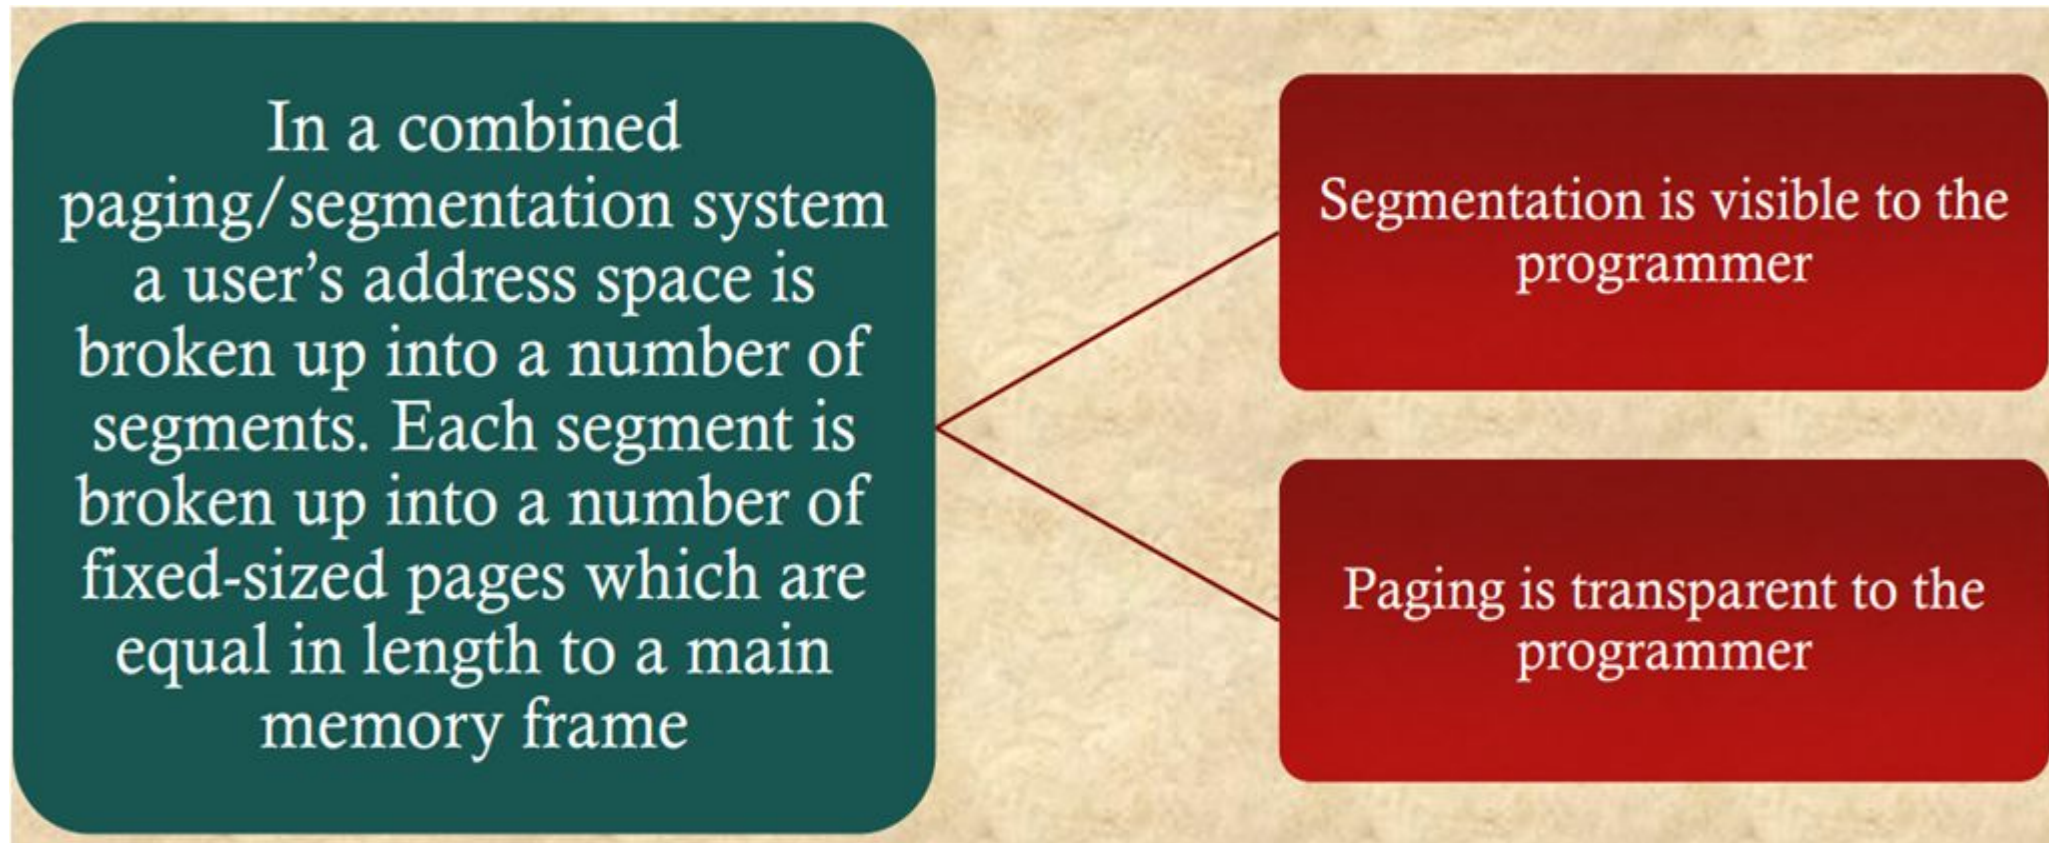 In a combined
paging/segmentation system
a user’s address space is
broken up into a number of
segments. Each segment is
broken up into a number of
fixed-sized pages which are
equal in length to a main
memory frame
Segmentation is visible to the
programmer
Paging is transparent to the
programmer